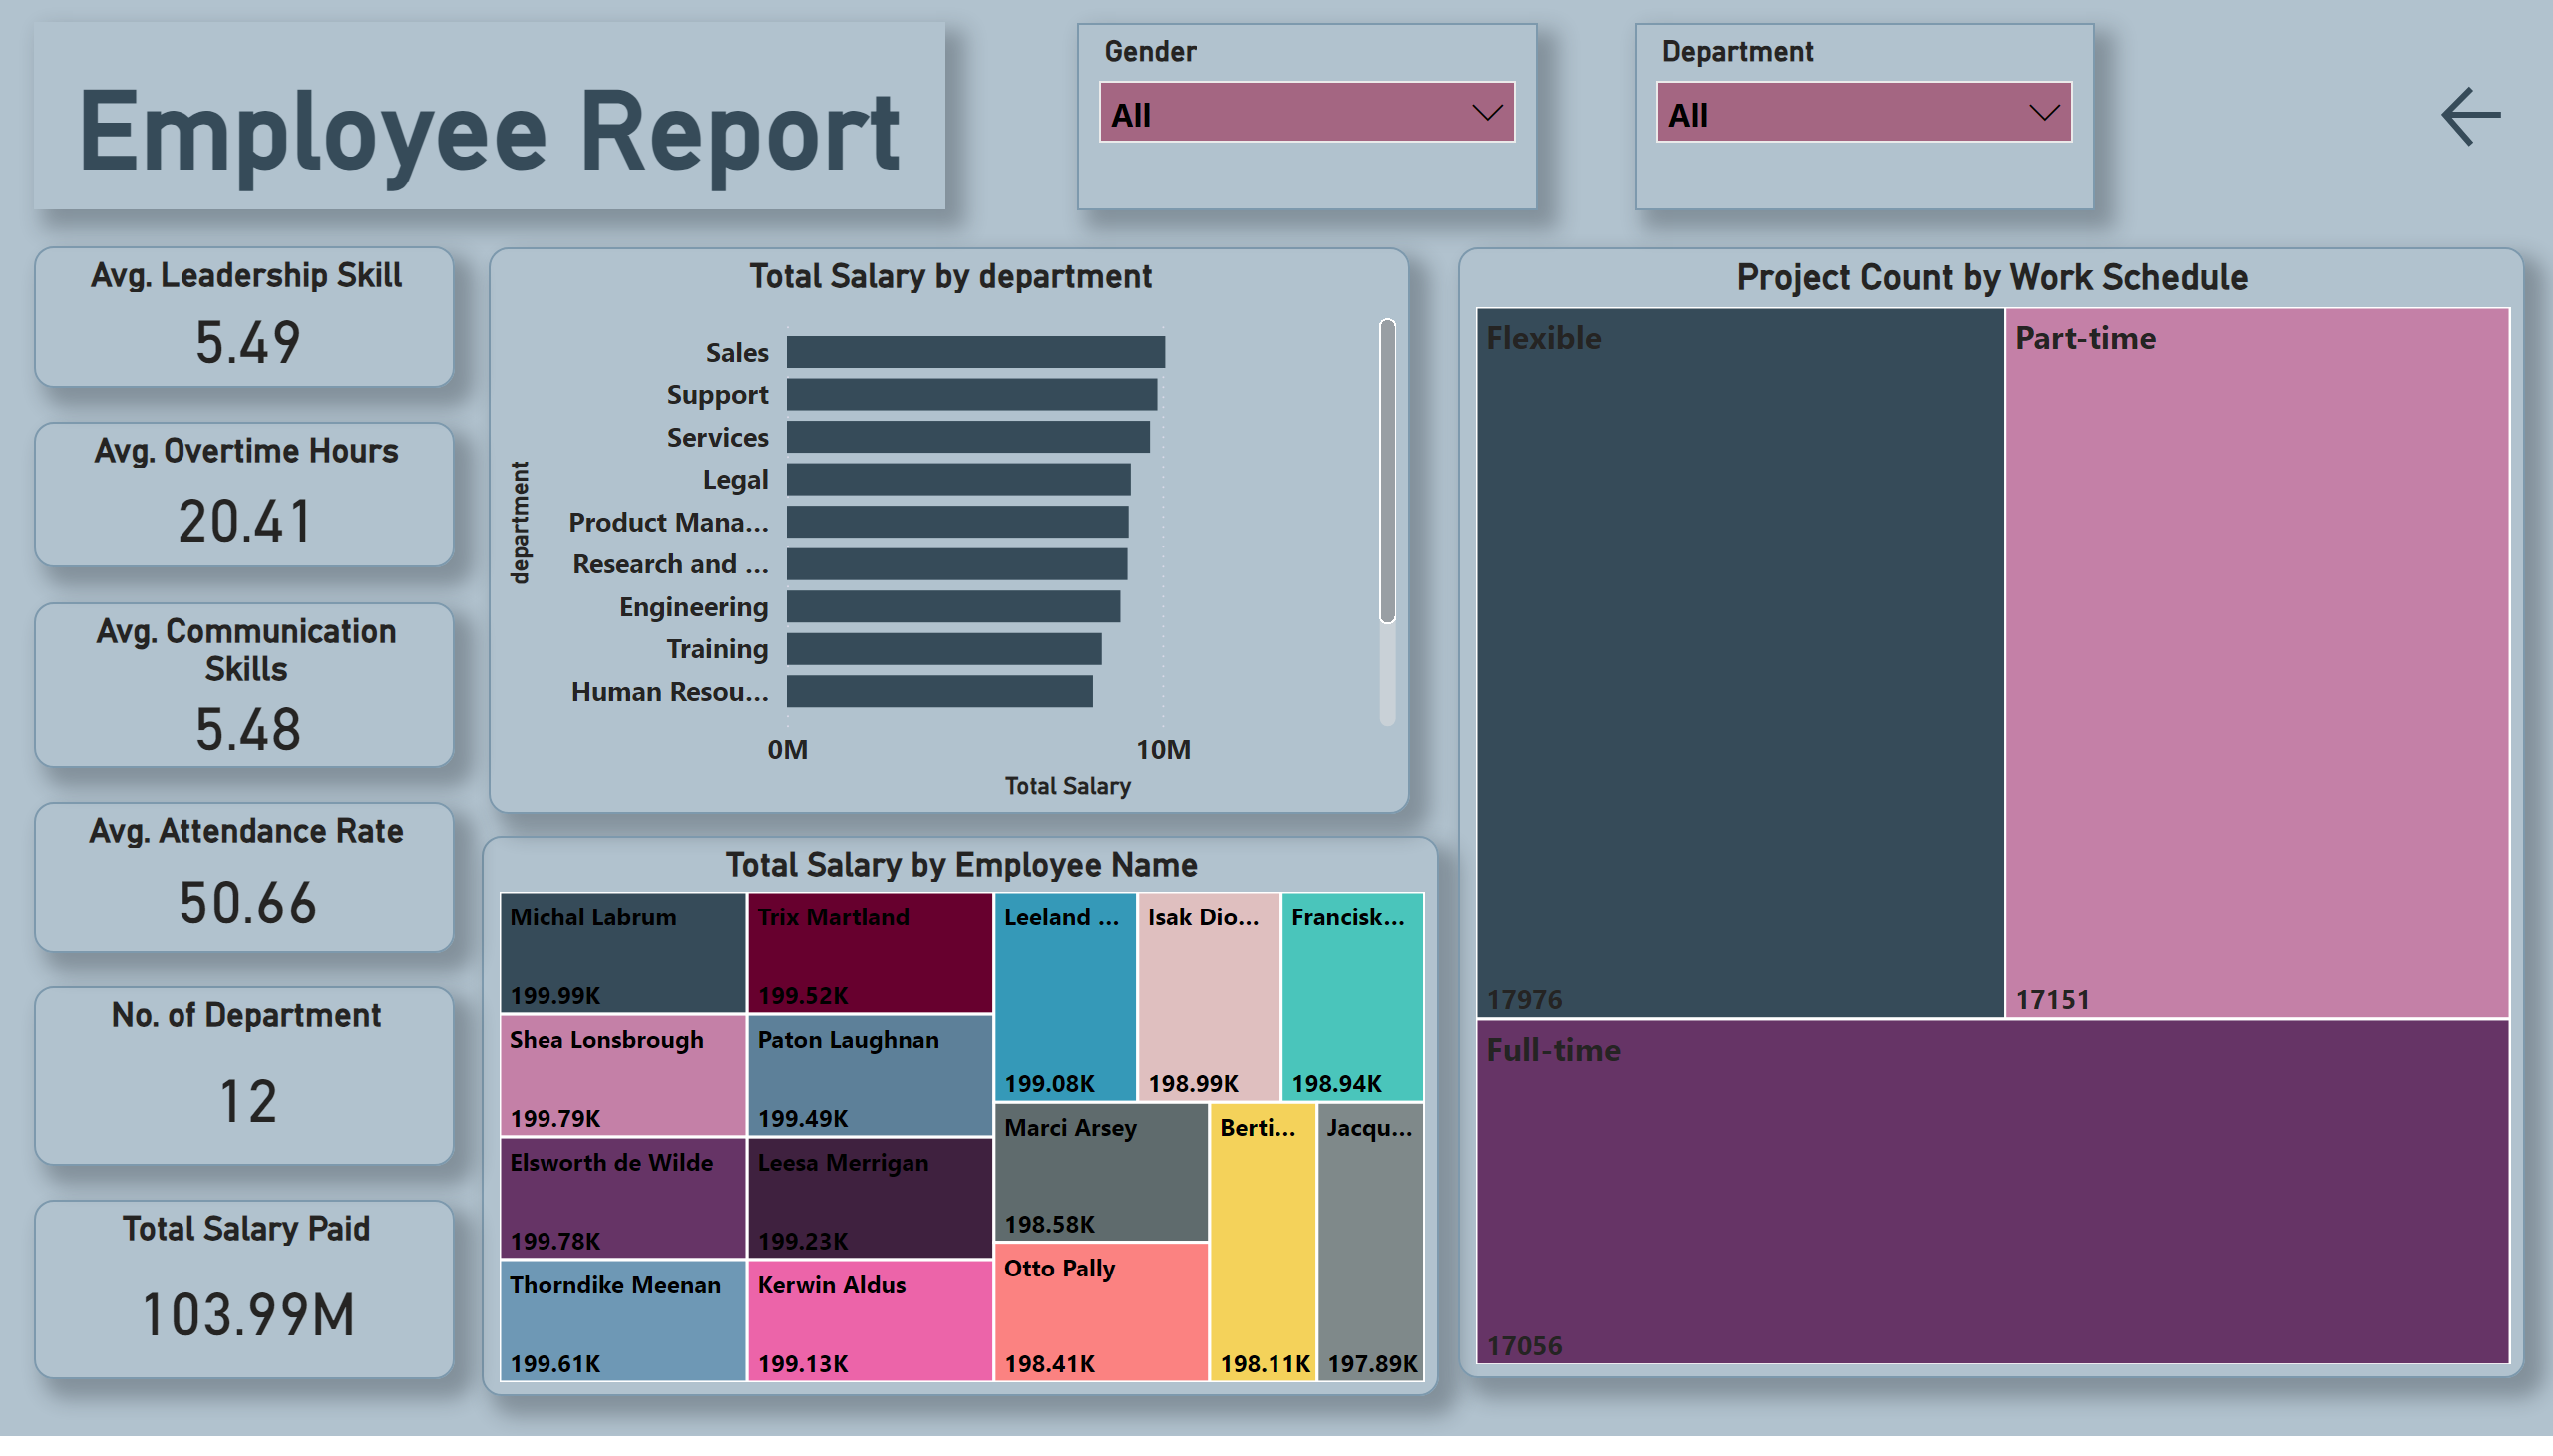 Employee Report
Gender
All
Department
All
Avg. Leadership Skill
5.49
Avg. Overtime Hours
20.41
Avg. Communication
Skills
5.48
Avg. Attendance Rate
50.66
No. of Department
12
Total Salary Paid
103.99M
Total Salary by department
department
Sales
Support
Services
Legal
Product Mana...
Research and ...
Engineering
Training
Human Resou...
0M
10M
Total Salary
Total Salary by Employee Name
Michal Labrum
199.99K
Shea Lonsbrough
199.79K
Elsworth de Wilde
199.78K
Thorndike Meenan
199.61K
Trix Martland
199.52K
Paton Laughnan
199.49K
Leesa Merrigan
199.23K
Kerwin Aldus
199.13K
Leeland ...
199.08K
Isak Dio...
198.99K
Francisk...
198.94K
Marci Arsey
198.58K
Otto Pally
198.41K
Berti...
198.11K
Jacqu...
197.89K
Project Count by Work Schedule
Flexible
17976
Part-time
17151
Full-time
17056